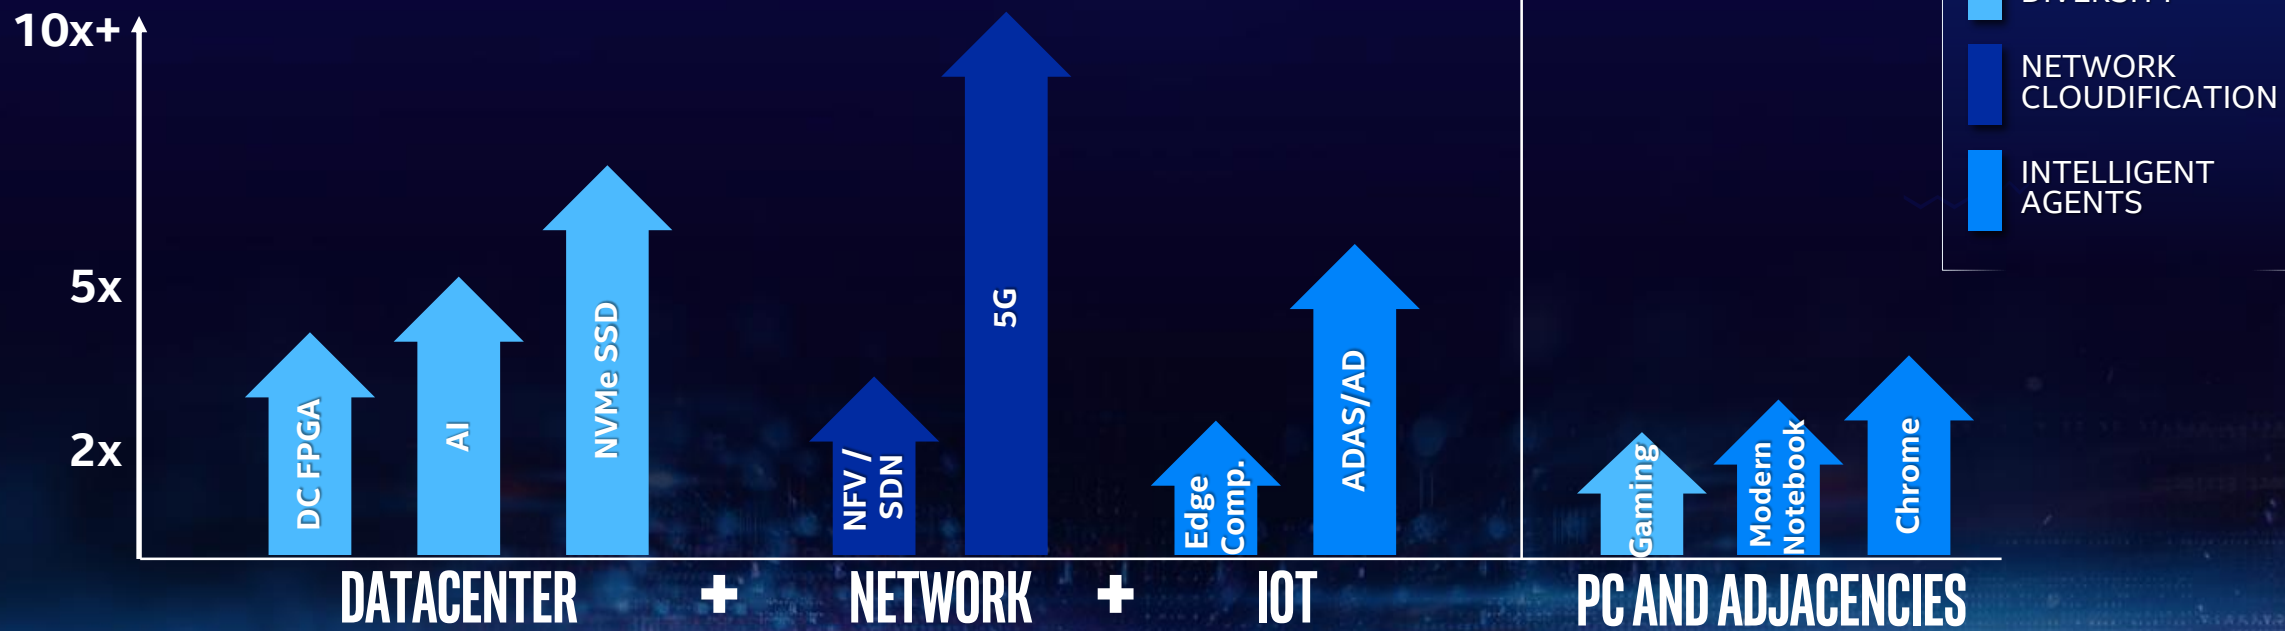 10x+
5x
2x
DC FPGA
AI
NVMe SSD
NFV /
SDN
5G
Edge
Comp.
ADAS/AD
Gaming
Modern
Notebook
Chrome
DATACENTER + NETWORK + IOT
PC AND ADJACENCIES
NETWORK
CLOUDIFICATION
INTELLIGENT
AGENTS